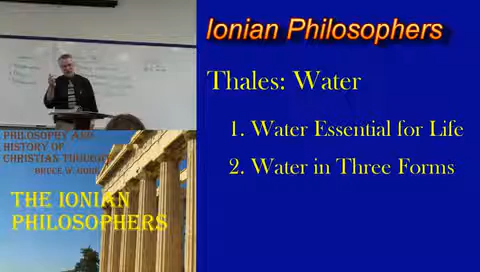 Ionian Philosophers
Thales: Water
1. Water Essential for Life
2. Water in Three Forms
PHILOSOPHY AND
HISTORY OF
CHRISTIAN THOUGHT
BRUCE W.
THE IONIAN
PHILOSOPHERS